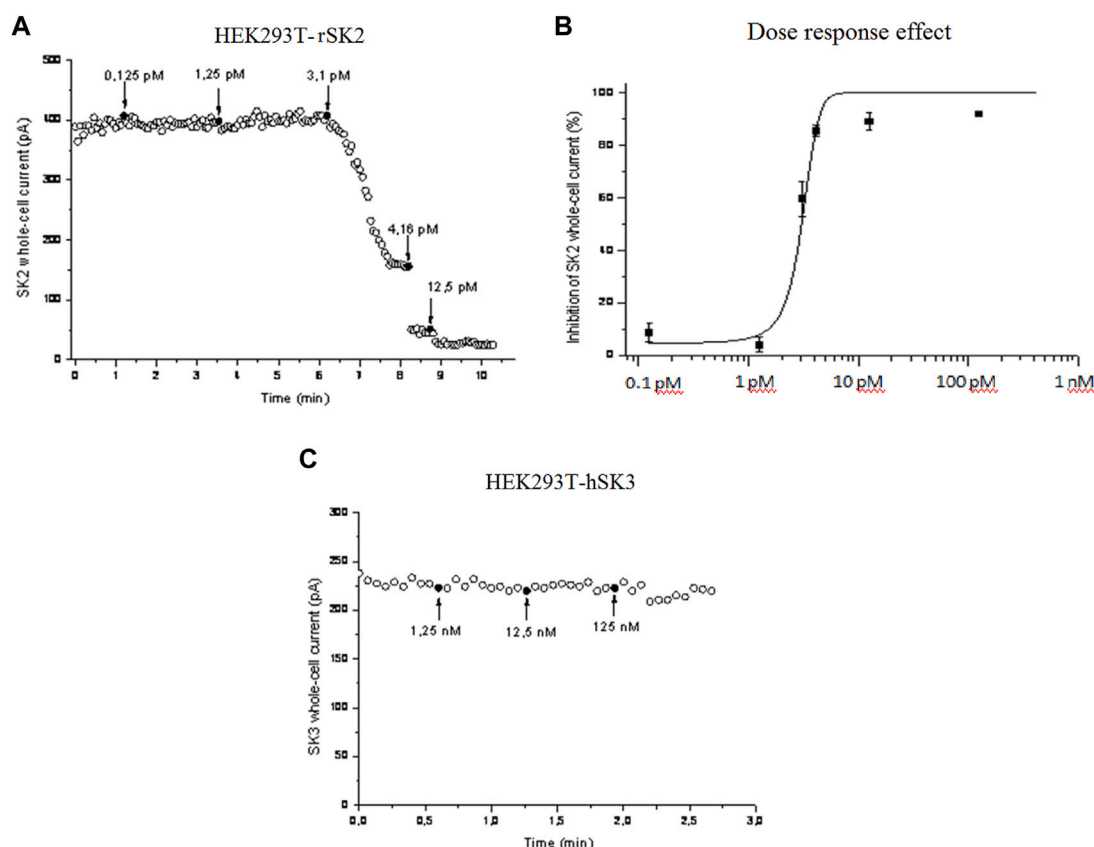 A
HEK293T-rSK2
SK2 whole-cell current (pA)
500
400
300
200
150
100
50
0
0,125 pM
1,25 pM
3,1 pM
4,16 pM
12,5 pM
0 1 2 3 4 5 6 7 8 9 10
Time (min)
B
Dose response effect
Inhibition of SK2 whole-cell current (%)
100
80
60
40
20
0
0.1 pM 1 pM 10 pM 100 pM 1 nM
C
HEK293T-hSK3
SK3 whole-cell current (pA)
300
250
200
150
100
50
0
1,25 nM
12,5 nM
125 nM
0,0 0,5 1,0 1,5 2,0 2,5 3,0
Time (min)